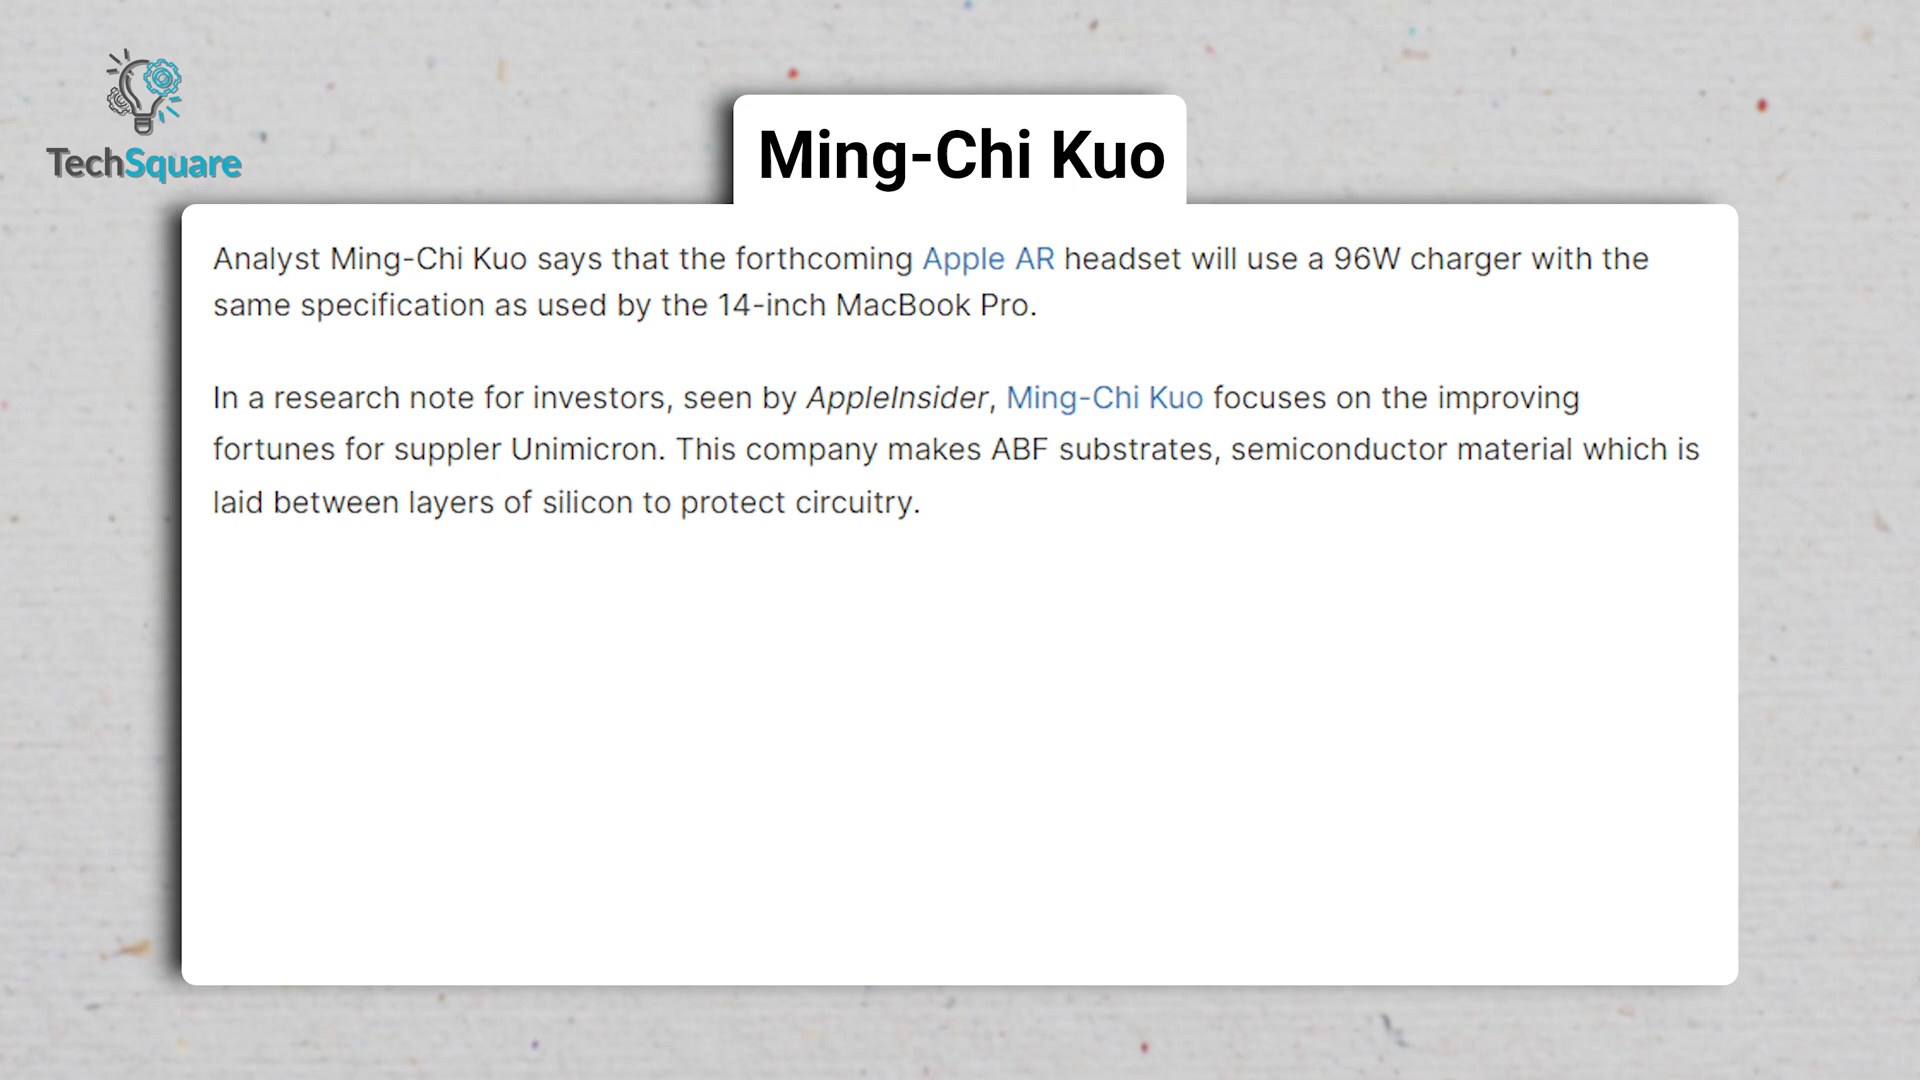 TechSquare
Ming-Chi Kuo
Analyst Ming-Chi Kuo says that the forthcoming Apple AR headset will use a 96W charger with the
same specification as used by the 14-inch MacBook Pro.
In a research note for investors, seen by AppleInsider, Ming-Chi Kuo focuses on the improving
fortunes for suppler Unimicron. This company makes ABF substrates, semiconductor material which is
laid between layers of silicon to protect circuitry.